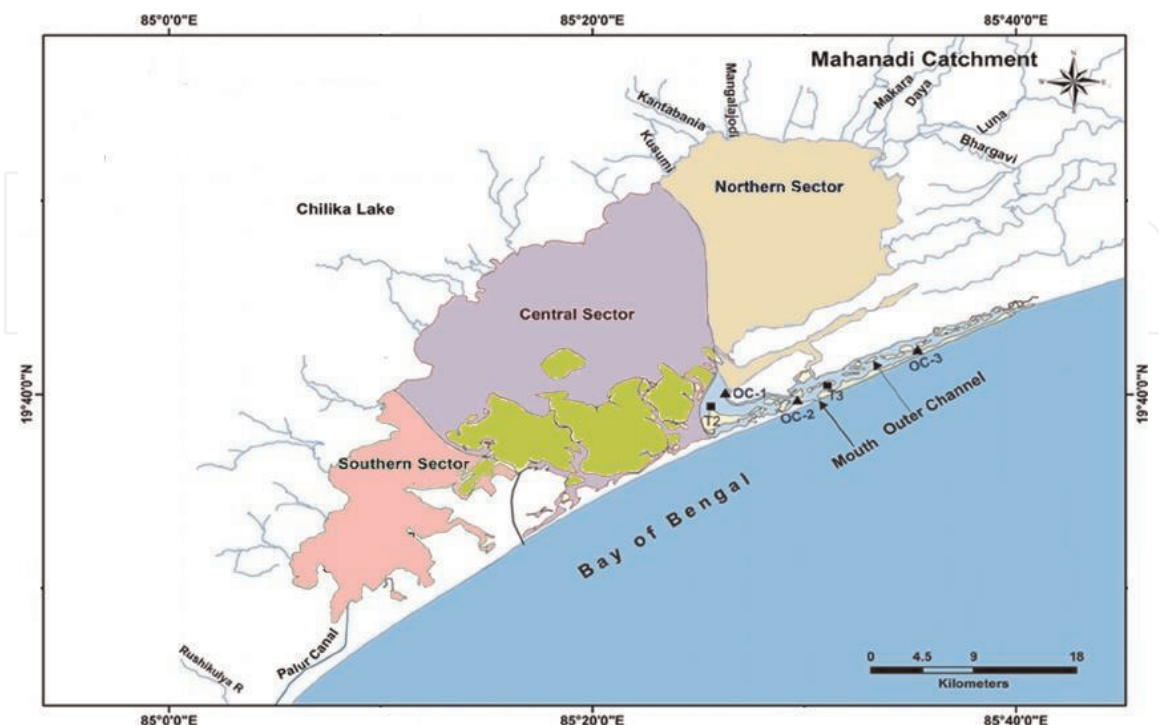 85°0'0"E
85°20'0"E
85°40'0"E
Mahanadi Catchment
N
Kantabania
Mangalajodi
Makara
Daya
Luna
Bhargavi
Kusumi
Northern Sector
Chilika Lake
Central Sector
19°40'0"N
19°40'0"N
OC-3
OC-1
T3
OC-2
T2
Mouth Outer Channel
Southern Sector
Bay of Bengal
Palur Canal
Rushikulya R
0 4.5 9 18
Kilometers
85°0'0"E
85°20'0"E
85°40'0"E